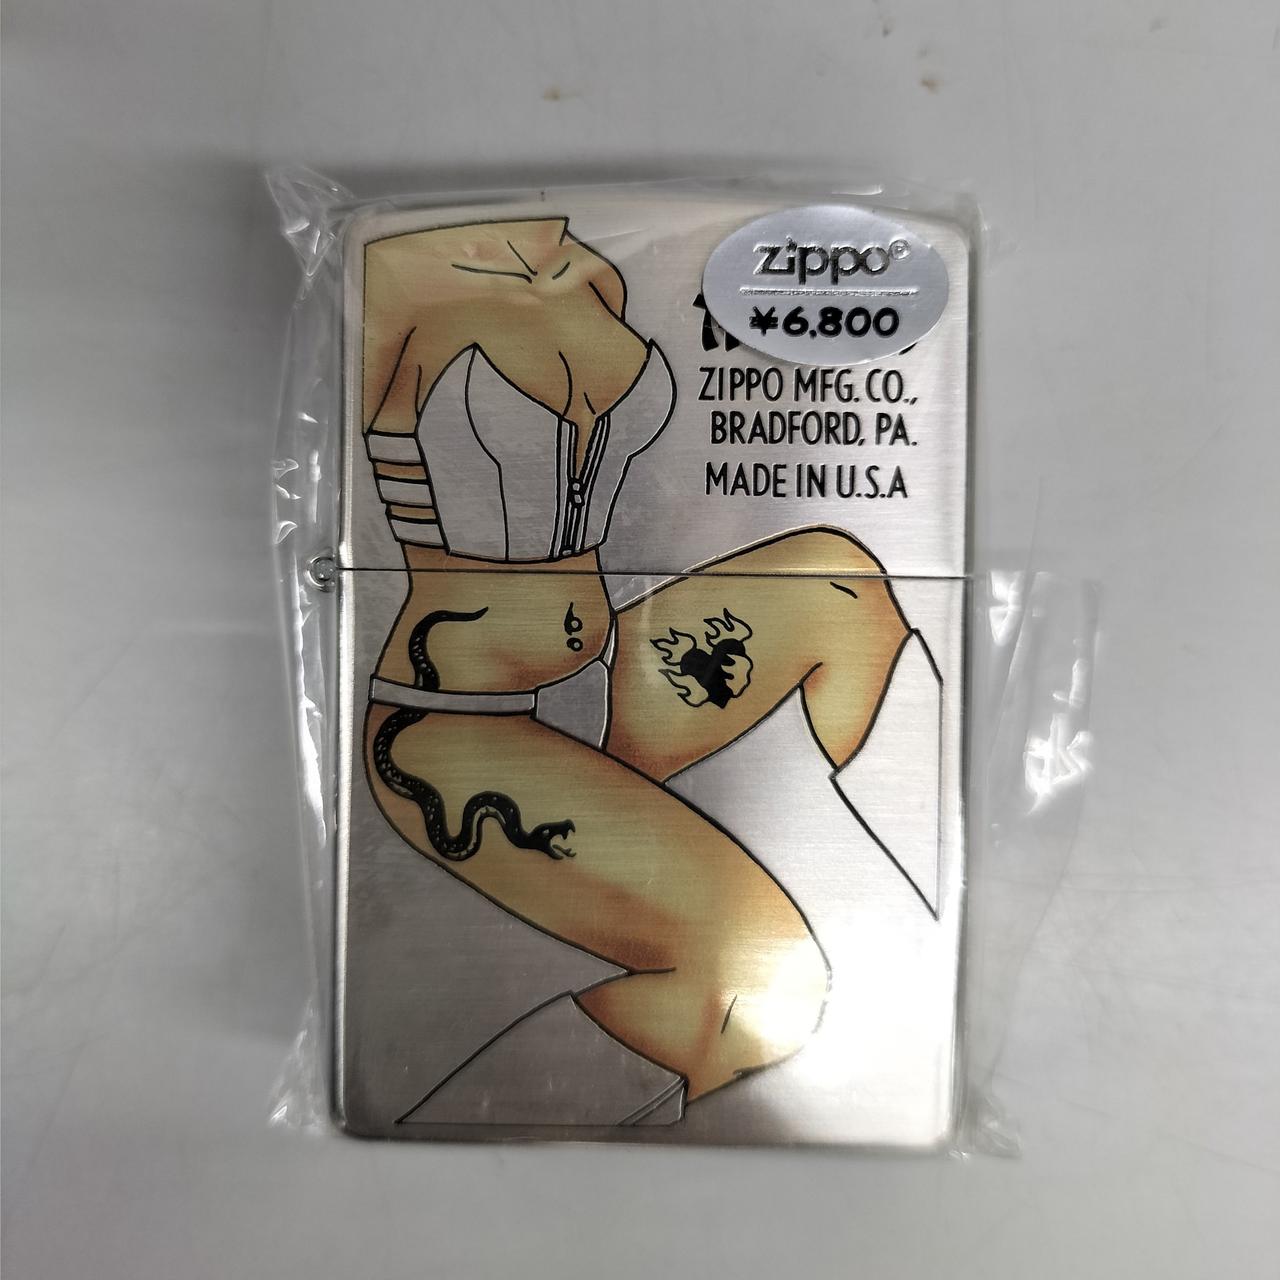 zippo®
¥6,800
ZIPPO MFG. CO.,
BRADFORD, PA.
MADE IN U.S.A